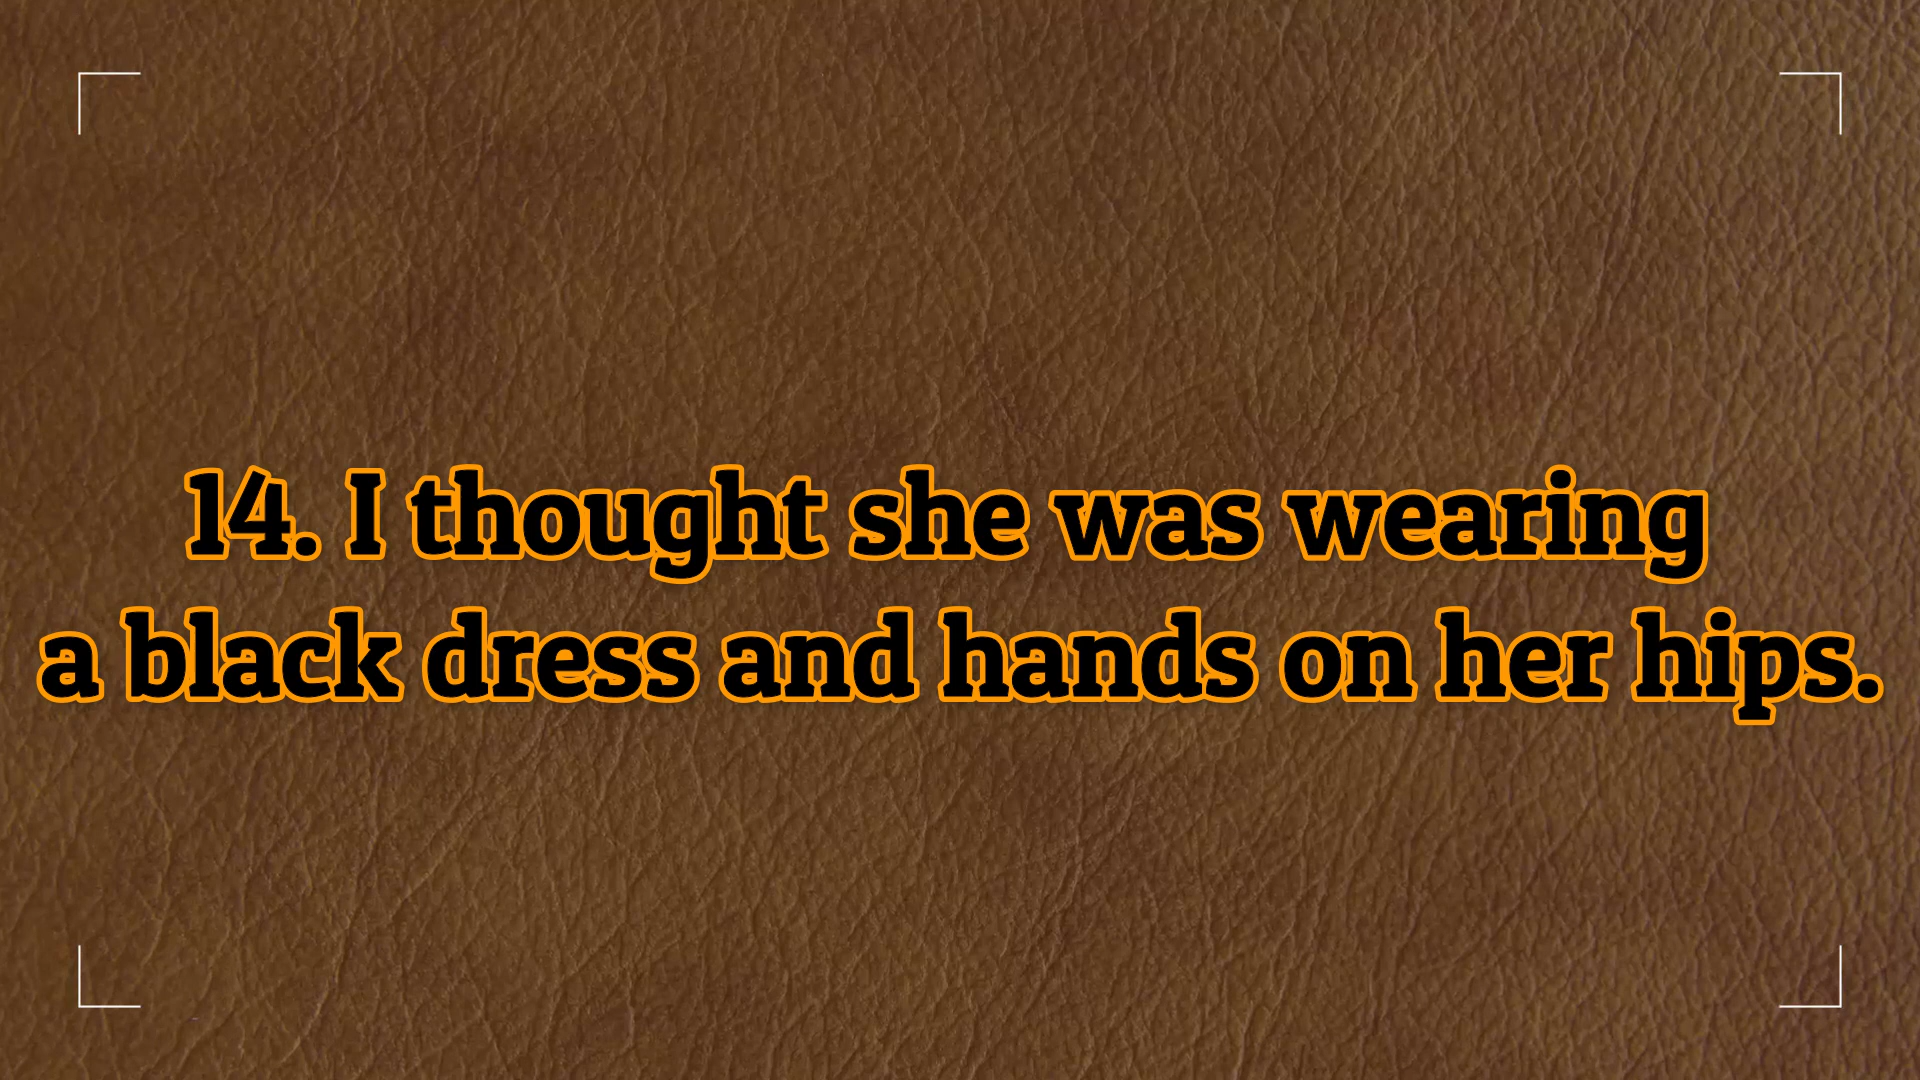 14. I thought she was wearing
a black dress and hands on her hips.